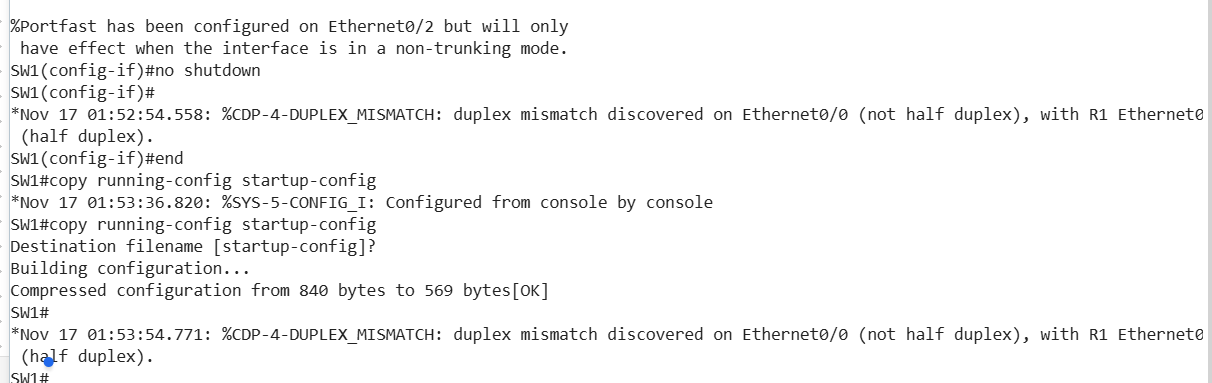 %Portfast has been configured on Ethernet0/2 but will only
 have effect when the interface is in a non-trunking mode.
SW1(config-if)#no shutdown
SW1(config-if)#
*Nov 17 01:52:54.558: %CDP-4-DUPLEX_MISMATCH: duplex mismatch discovered on Ethernet0/0 (not half duplex), with R1 Ethernet0
 (half duplex).
SW1(config-if)#end
SW1#copy running-config startup-config
*Nov 17 01:53:36.820: %SYS-5-CONFIG_I: Configured from console by console
SW1#copy running-config startup-config
Destination filename [startup-config]?
Building configuration...
Compressed configuration from 840 bytes to 569 bytes[OK]
SW1#
*Nov 17 01:53:54.771: %CDP-4-DUPLEX_MISMATCH: duplex mismatch discovered on Ethernet0/0 (not half duplex), with R1 Ethernet0
 (half duplex).
SW1#